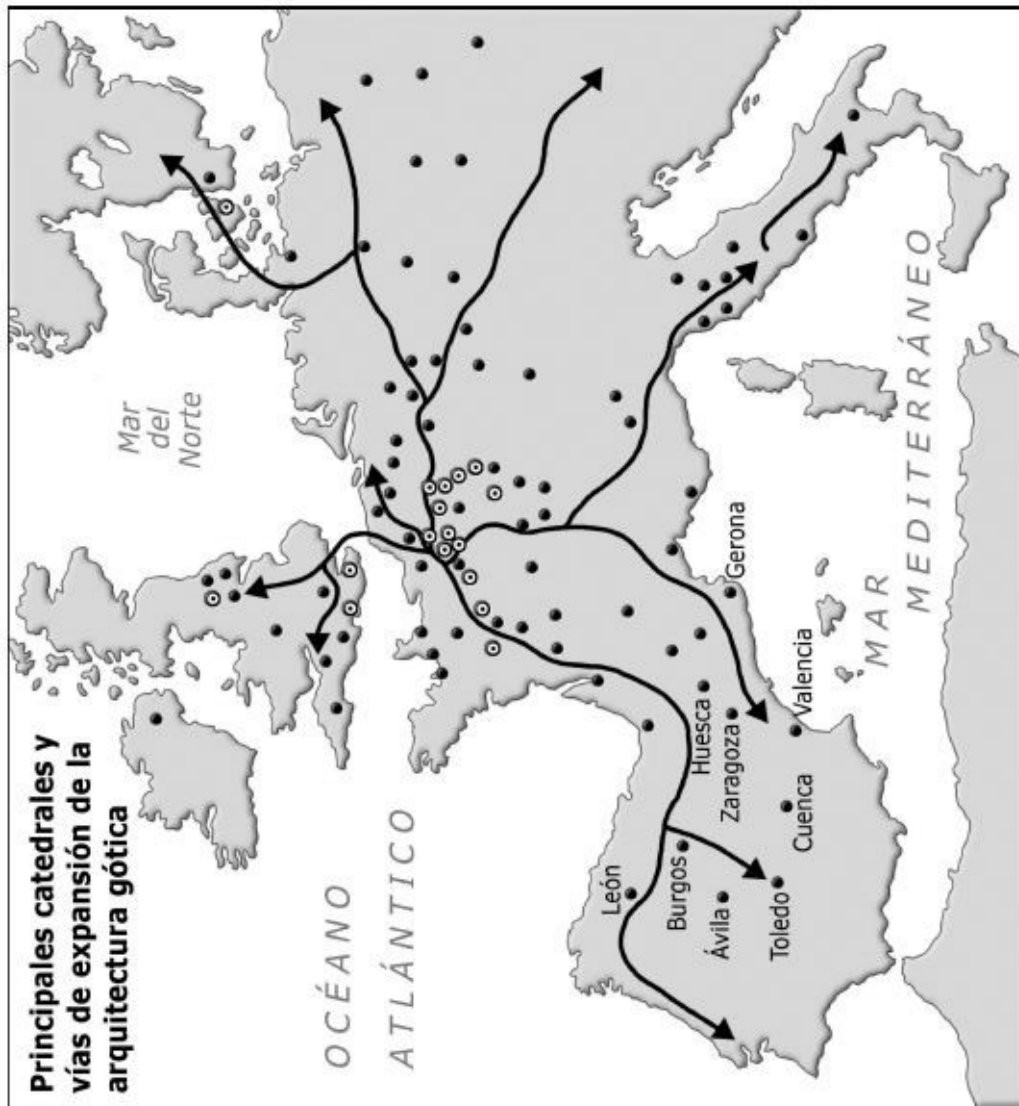 Principales catedrales y
vías de expansión de la
arquitectura gótica
Mar
del
Norte
OCÉANO
ATLÁNTICO
León
Burgos
Ávila
Toledo
Huesca
Zaragoza
Cuenca
Valencia
Gerona
MAR
MEDITERRÁNEO